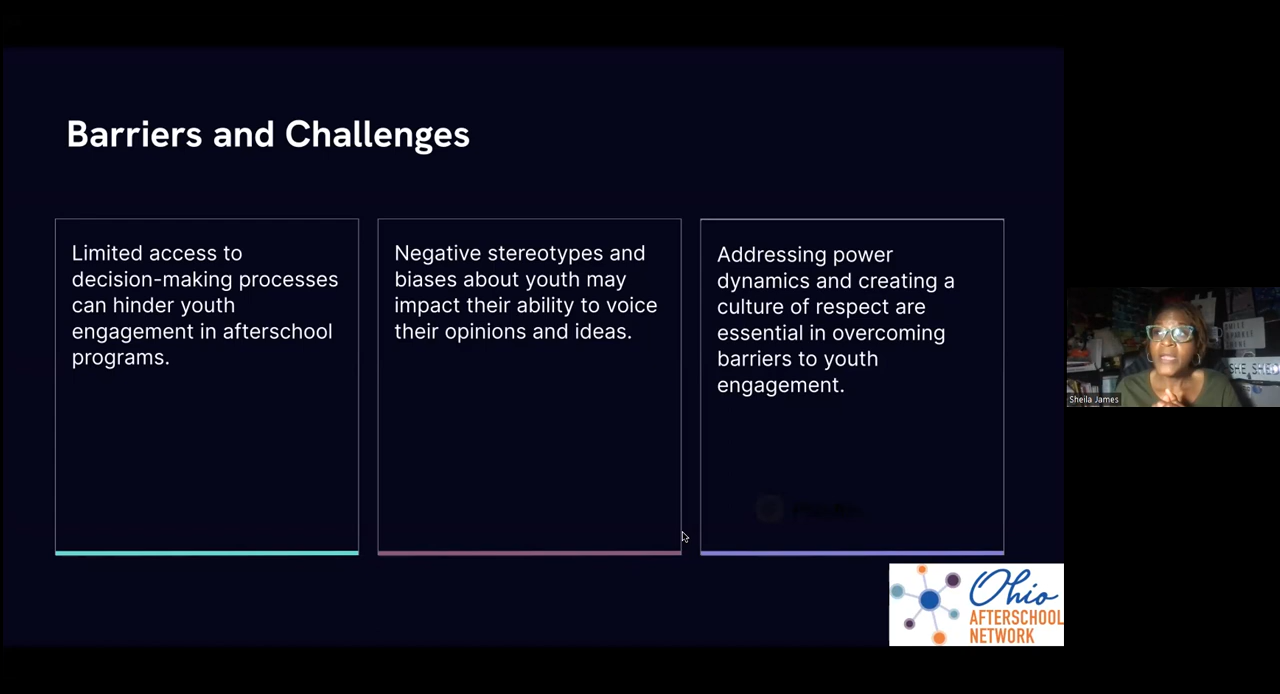 Barriers and Challenges
Limited access to
decision-making processes
can hinder youth
engagement in afterschool
programs.
Negative stereotypes and
biases about youth may
impact their ability to voice
their opinions and ideas.
Addressing power
dynamics and creating a
culture of respect are
essential in overcoming
barriers to youth
engagement.
Ohio
AFTERSCHOOL
NETWORK
SHE SHED
Sheila James